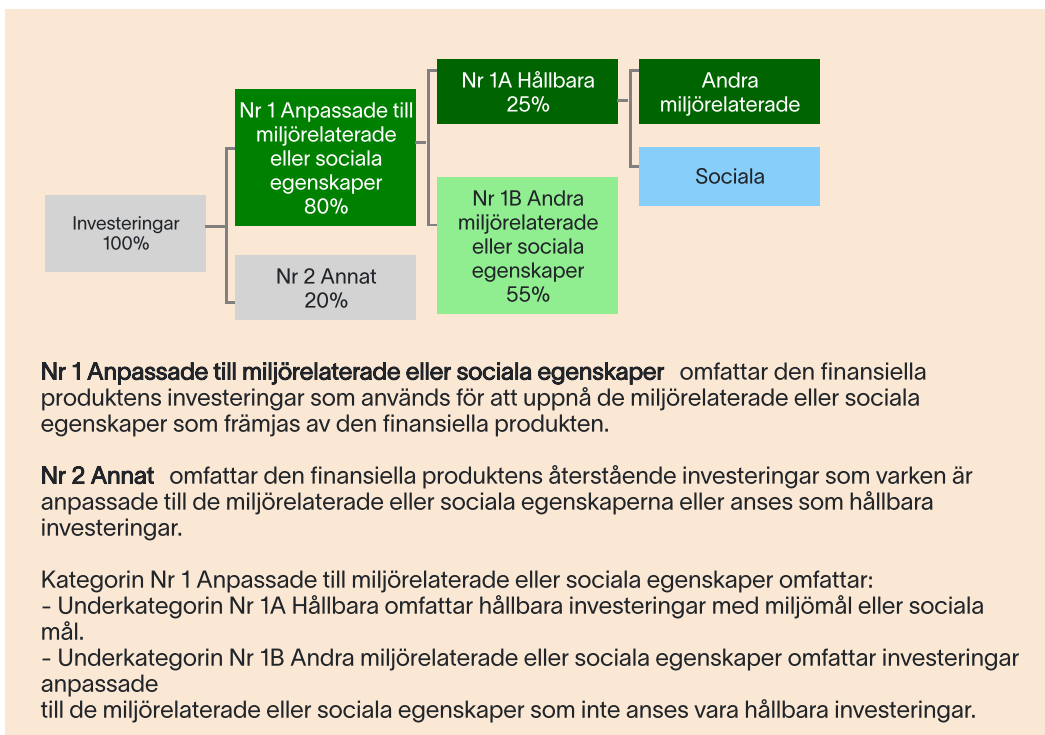 Investeringar
100%
Nr 1 Anpassade till
miljörelaterade
eller sociala
egenskaper
80%
Nr 2 Annat
20%
Nr 1A Hållbara
25%
Nr 1B Andra
miljörelaterade
eller sociala
egenskaper
55%
Andra
miljörelaterade
Sociala
Nr 1 Anpassade till miljörelaterade eller sociala egenskaper omfattar den finansiella
produktens investeringar som används för att uppnå de miljörelaterade eller sociala
egenskaper som främjas av den finansiella produkten.
Nr 2 Annat omfattar den finansiella produktens återstående investeringar som varken är
anpassade till de miljörelaterade eller sociala egenskaperna eller anses som hållbara
investeringar.
Kategorin Nr 1 Anpassade till miljörelaterade eller sociala egenskaper omfattar:
- Underkategorin Nr 1A Hållbara omfattar hållbara investeringar med miljömål eller sociala
mål.
- Underkategorin Nr 1B Andra miljörelaterade eller sociala egenskaper omfattar investeringar
anpassade
till de miljörelaterade eller sociala egenskaper som inte anses vara hållbara investeringar.